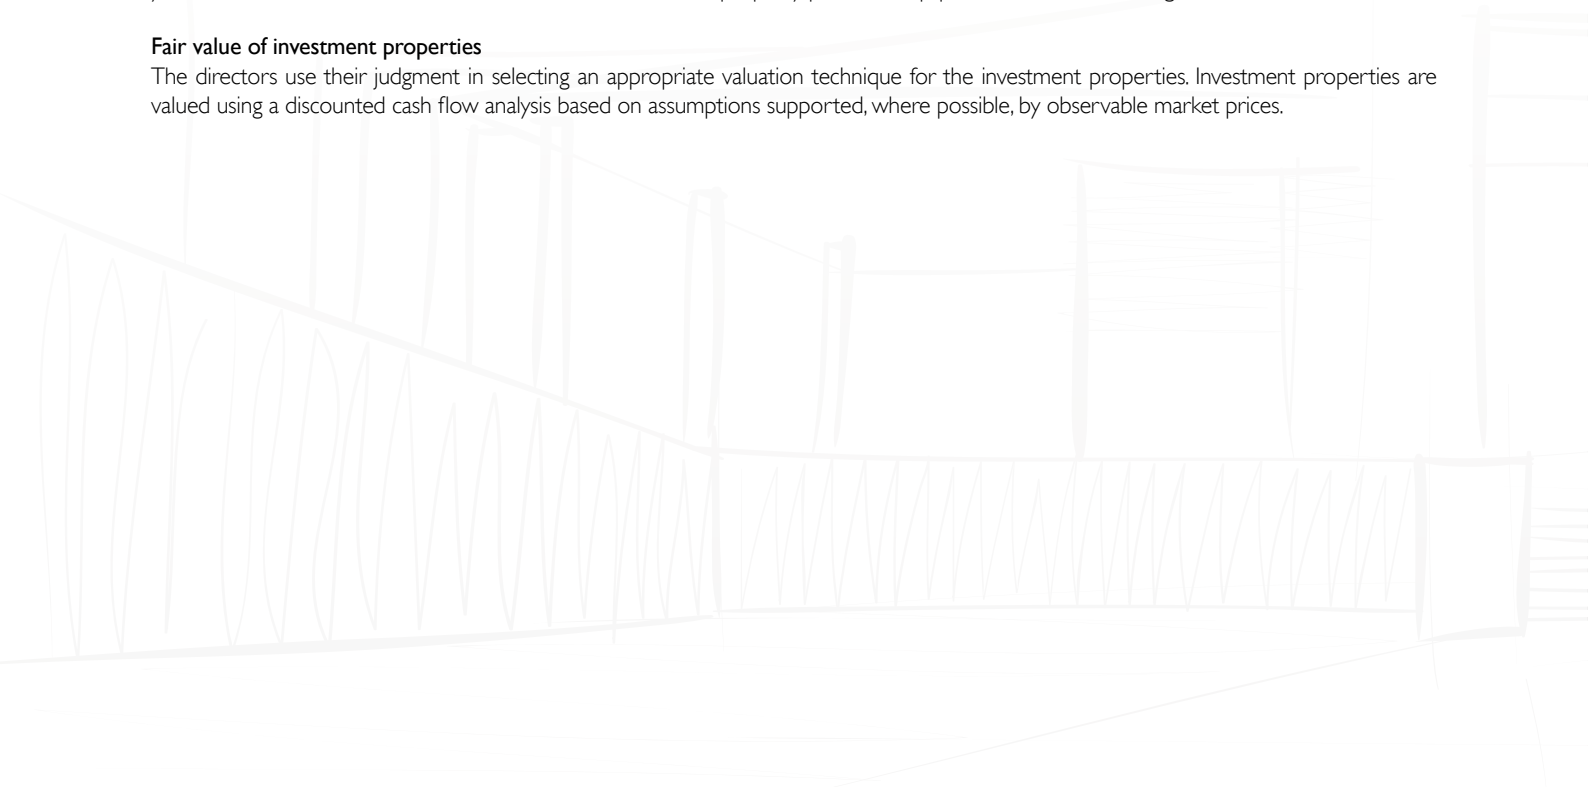 Fair value of investment properties
The directors use their judgment in selecting an appropriate valuation technique for the investment properties. Investment properties are
valued using a discounted cash flow analysis based on assumptions supported, where possible, by observable market prices.